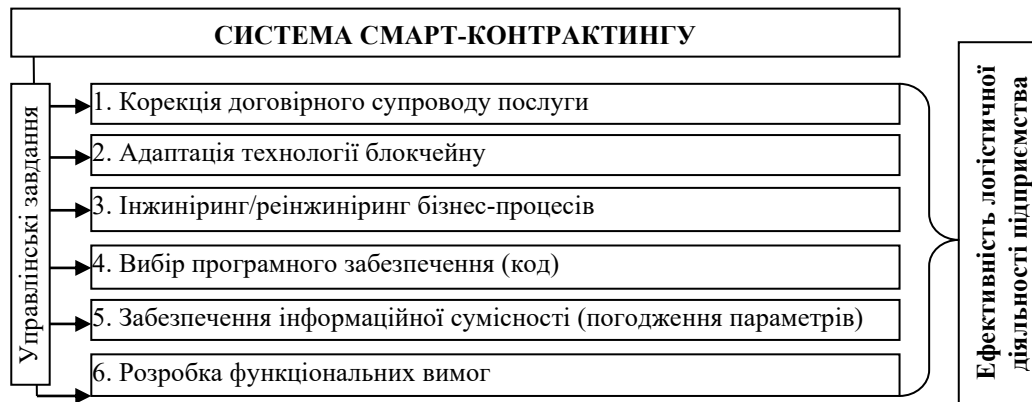 СИСТЕМА СМАРТ-КОНТРАКТИНГУ
Управлінські завдання
1. Корекція договірного супроводу послуги
2. Адаптація технології блокчейну
3. Інжиніринг/реінжиніринг бізнес-процесів
4. Вибір програмного забезпечення (код)
5. Забезпечення інформаційної сумісності (погодження параметрів)
6. Розробка функціональних вимог
Ефективність логістичної
діяльності підприємства